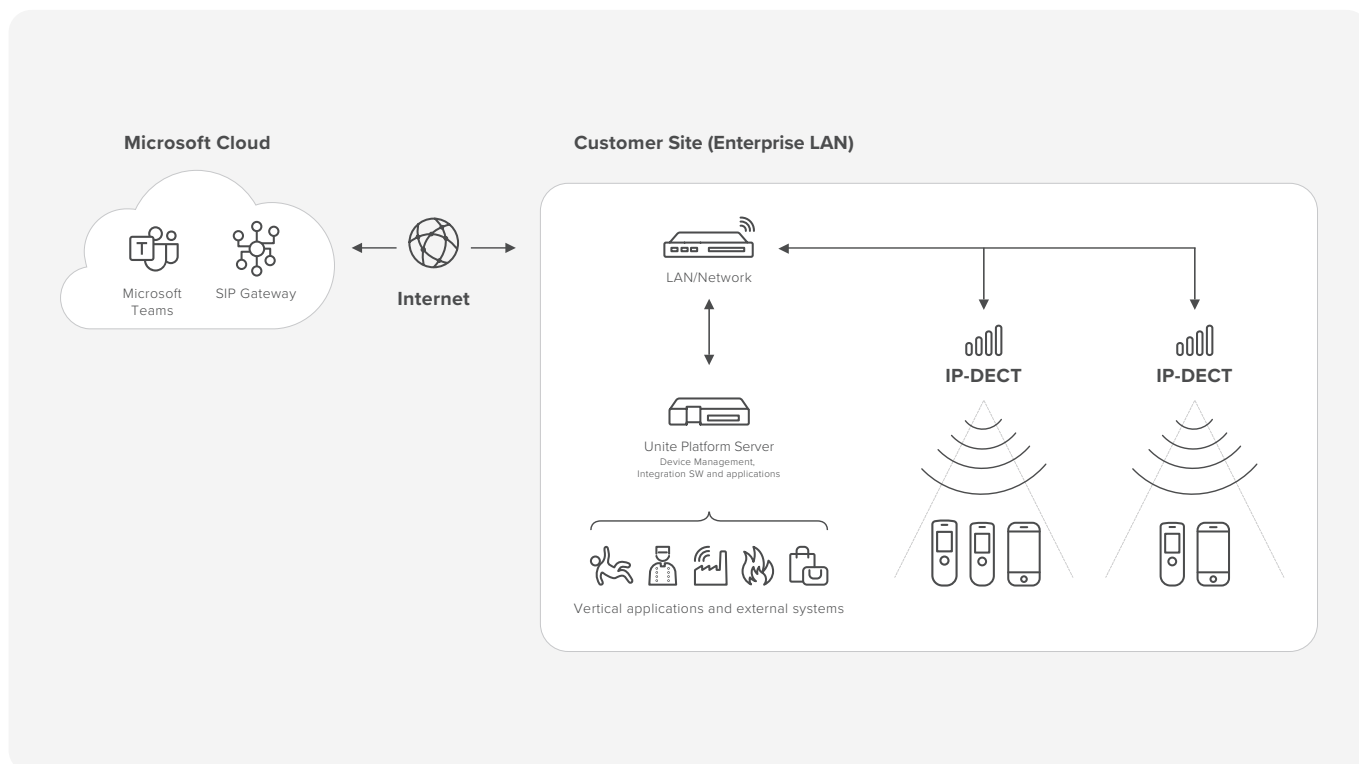 Microsoft Cloud
Customer Site (Enterprise LAN)
T
Microsoft
Teams
SIP Gateway
Internet
LAN/Network
IP-DECT
IP-DECT
Unite Platform Server
Device Management,
Integration SW and applications
Vertical applications and external systems